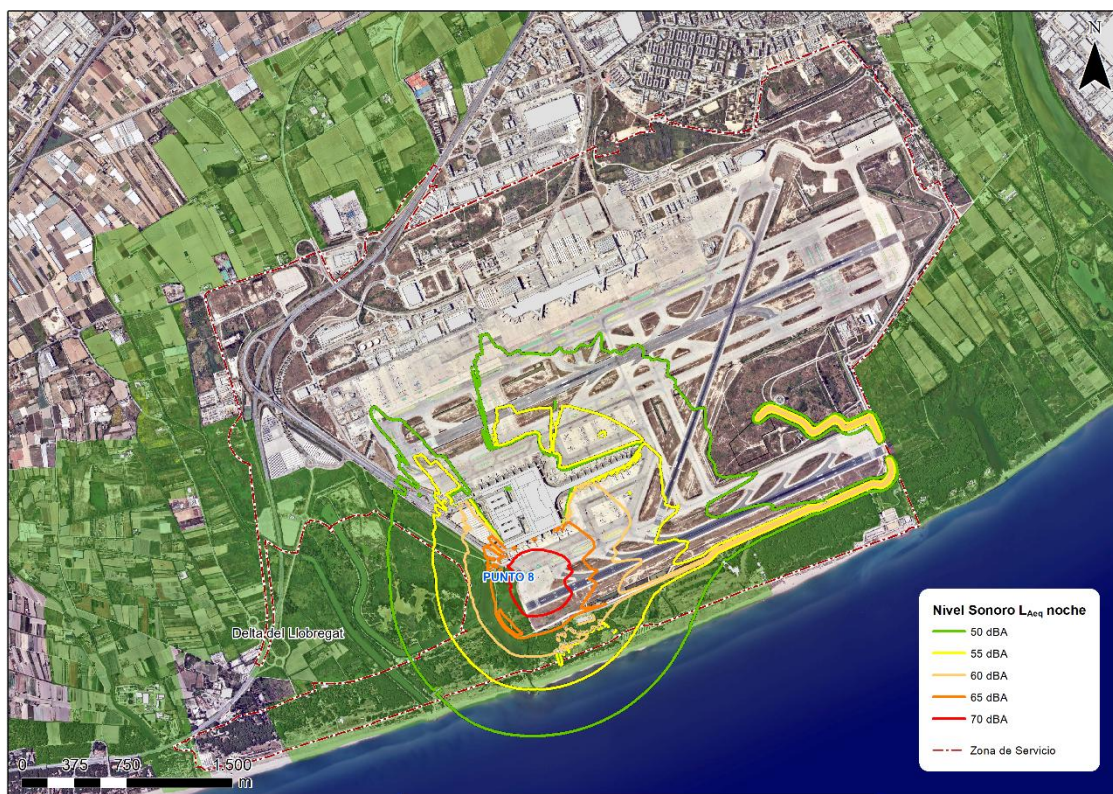 N
PUNTO 8
Delta del Llobregat
Nivel Sonoro LAeq noche
50 dBA
55 dBA
60 dBA
65 dBA
70 dBA
Zona de Servicio
0 375 750 1.500
m